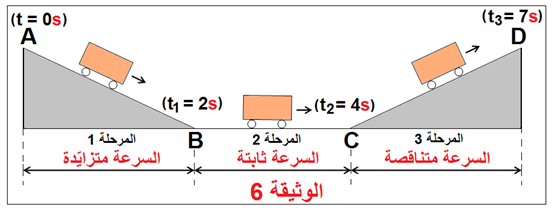 (t = 0s)
(t3 = 7s)
A
D
(t1 = 2s)
(t2 = 4s)
B
C
المرحلة 1
المرحلة 2
المرحلة 3
السرعة متزايدة
السرعة ثابتة
السرعة متناقصة
الوثيقة 6